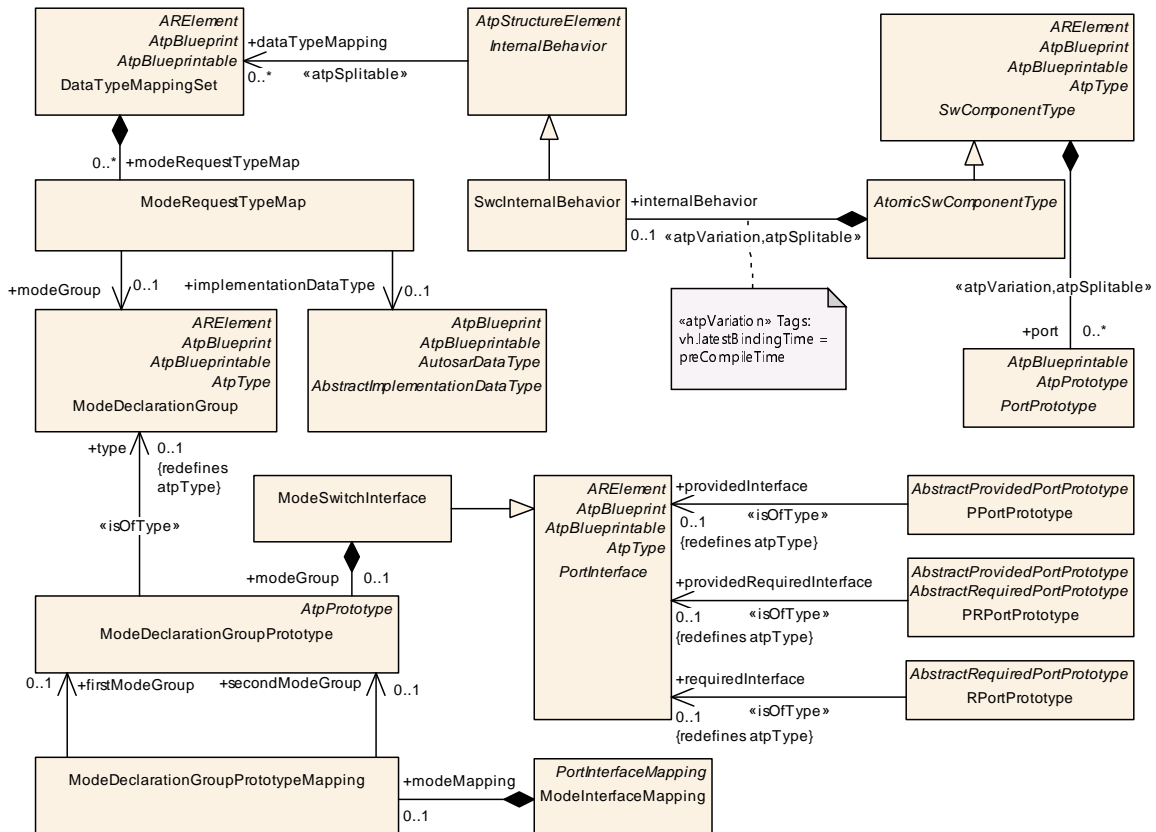 ARElement
AtpBlueprint
AtpBlueprintable
DataTypeMappingSet
+dataTypeMapping
0..*
«atpSplitable»
AtpStructureElement
InternalBehavior
ARElement
AtpBlueprint
AtpBlueprintable
AtpType
SwComponentType
0..*
+modeRequestTypeMap
ModeRequestTypeMap
SwcInternalBehavior
+internalBehavior
0..1
«atpVariation,atpSplitable»
AtomicSwComponentType
+modeGroup
0..1
+implementationDataType
0..1
«atpVariation» Tags:
vh.latestBindingTime =
preCompileTime
«atpVariation,atpSplitable»
+port
0..*
ARElement
AtpBlueprint
AtpBlueprintable
AtpType
ModeDeclarationGroup
AtpBlueprint
AtpBlueprintable
AutosarDataType
AbstractImplementationDataType
AtpBlueprintable
AtpPrototype
PortPrototype
+type
0..1
{redefines
atpType}
«isOfType»
ModeSwitchInterface
ARElement
AtpBlueprint
AtpBlueprintable
AtpType
PortInterface
+providedInterface
0..1
«isOfType»
{redefines atpType}
AbstractProvidedPortPrototype
PPortPrototype
+modeGroup
0..1
+providedRequiredInterface
0..1
«isOfType»
{redefines atpType}
AbstractProvidedPortPrototype
AbstractRequiredPortPrototype
PRPortPrototype
AtpPrototype
ModeDeclarationGroupPrototype
+requiredInterface
0..1
«isOfType»
{redefines atpType}
AbstractRequiredPortPrototype
RPortPrototype
0..1
+firstModeGroup
+secondModeGroup
0..1
ModeDeclarationGroupPrototypeMapping
+modeMapping
0..1
PortInterfaceMapping
ModeInterfaceMapping